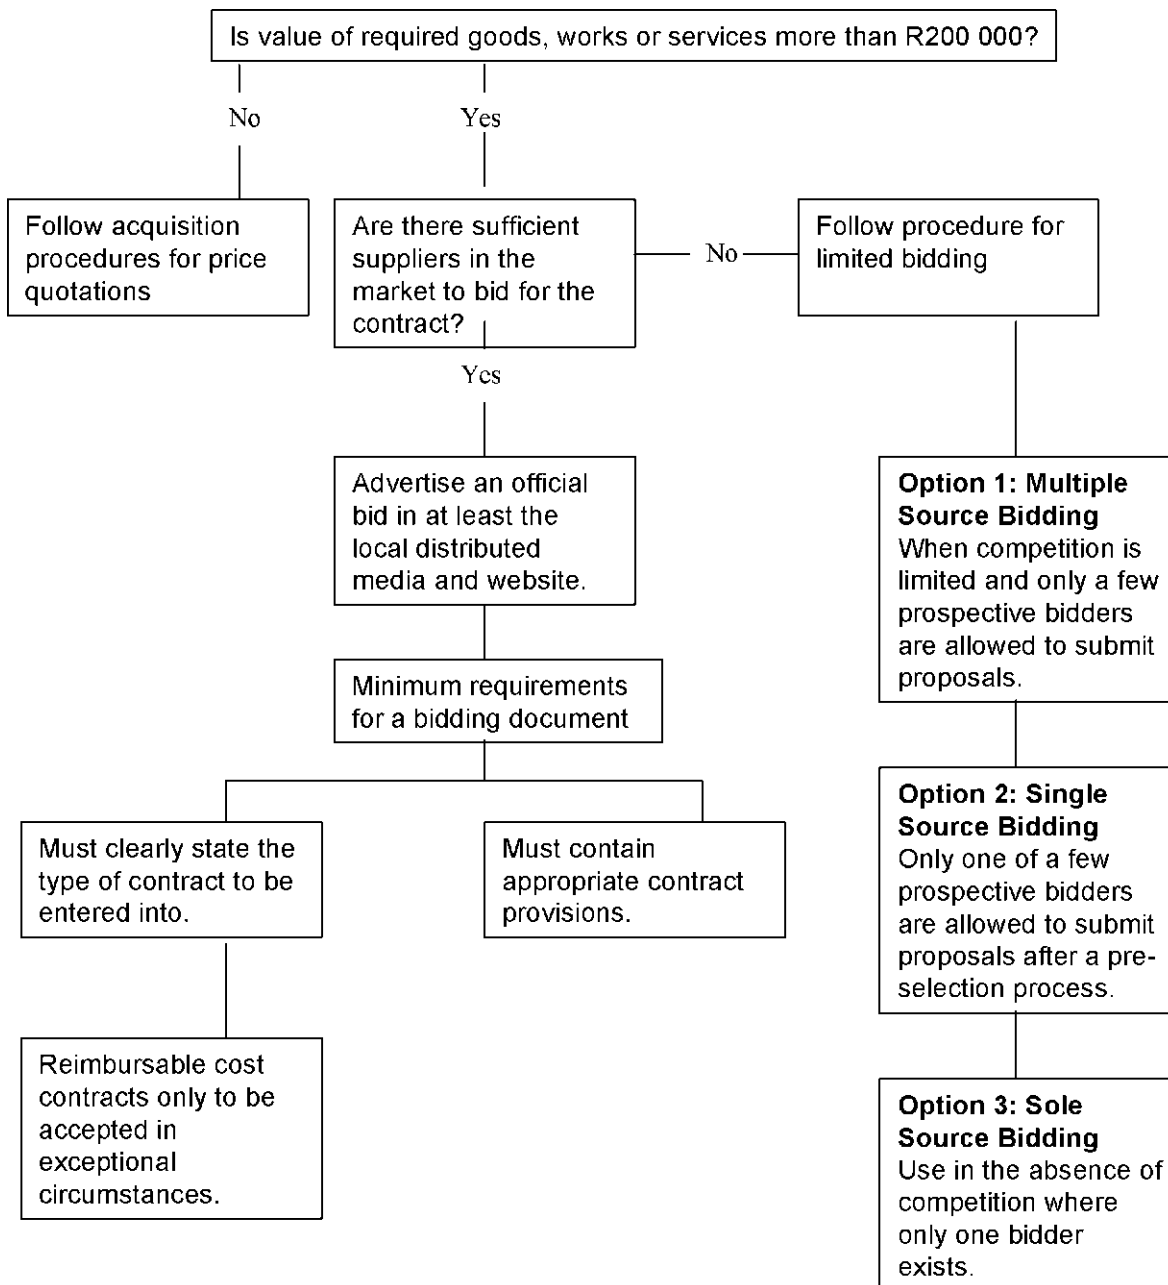 Is value of required goods, works or services more than R200 000?
No
Yes
Follow acquisition
procedures for price
quotations
Are there sufficient
suppliers in the
market to bid for the
contract?
No
Follow procedure for
limited bidding
Yes
Advertise an official
bid in at least the
local distributed
media and website.
Minimum requirements
for a bidding document
Must clearly state the
type of contract to be
entered into.
Must contain
appropriate contract
provisions.
Reimbursable cost
contracts only to be
accepted in
exceptional
circumstances.
Option 1: Multiple
Source Bidding
When competition is
limited and only a few
prospective bidders
are allowed to submit
proposals.
Option 2: Single
Source Bidding
Only one of a few
prospective bidders
are allowed to submit
proposals after a pre-
selection process.
Option 3: Sole
Source Bidding
Use in the absence of
competition where
only one bidder
exists.